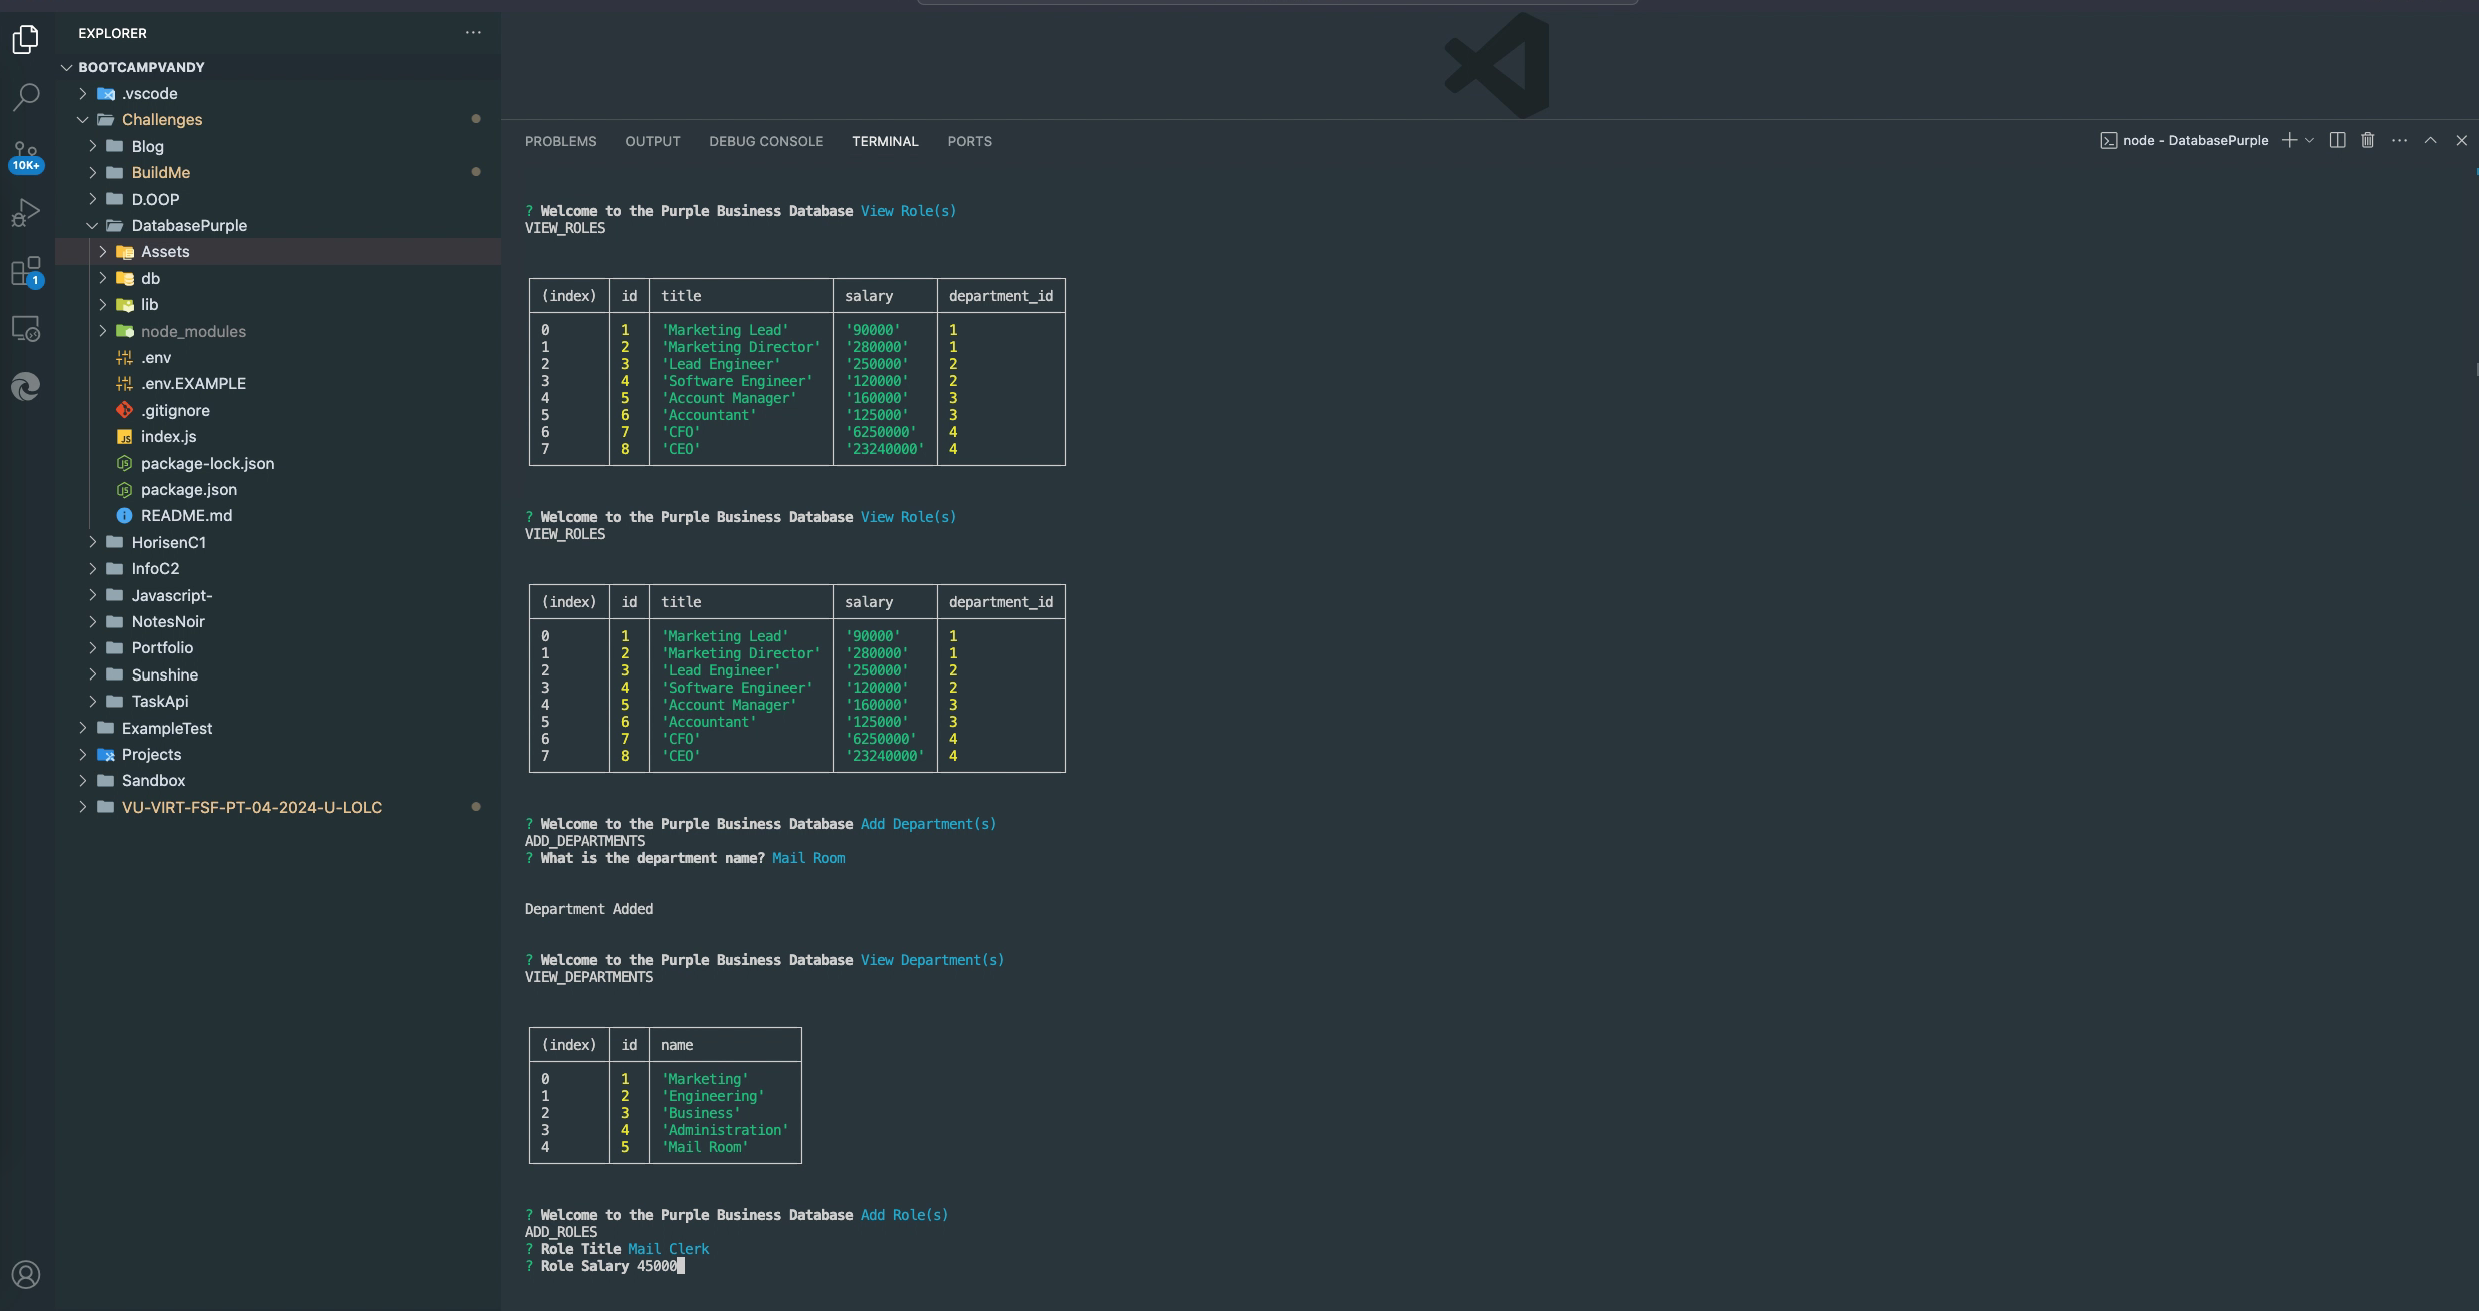 EXPLORER
BOOTCAMPVANDY
.vscode
Challenges
Blog
BuildMe
D.OOP
DatabasePurple
Assets
db
lib
node_modules
.env
.env.EXAMPLE
.gitignore
index.js
package-lock.json
package.json
README.md
HorisenC1
InfoC2
Javascript-
NotesNoir
Portfolio
Sunshine
TaskApi
ExampleTest
Projects
Sandbox
VU-VIRT-FSF-PT-04-2024-U-LOLC
10K+
1
PROBLEMS OUTPUT DEBUG CONSOLE TERMINAL PORTS
node - DatabasePurple
? Welcome to the Purple Business Database View Role(s)
VIEW_ROLES
(index) id title salary department_id
0 1 'Marketing Lead' '90000' 1
1 2 'Marketing Director' '280000' 1
2 3 'Lead Engineer' '250000' 2
3 4 'Software Engineer' '120000' 2
4 5 'Account Manager' '160000' 3
5 6 'Accountant' '125000' 3
6 7 'CFO' '6250000' 4
7 8 'CEO' '23240000' 4
? Welcome to the Purple Business Database View Role(s)
VIEW_ROLES
(index) id title salary department_id
0 1 'Marketing Lead' '90000' 1
1 2 'Marketing Director' '280000' 1
2 3 'Lead Engineer' '250000' 2
3 4 'Software Engineer' '120000' 2
4 5 'Account Manager' '160000' 3
5 6 'Accountant' '125000' 3
6 7 'CFO' '6250000' 4
7 8 'CEO' '23240000' 4
? Welcome to the Purple Business Database Add Department(s)
ADD_DEPARTMENTS
? What is the department name? Mail Room
Department Added
? Welcome to the Purple Business Database View Department(s)
VIEW_DEPARTMENTS
(index) id name
0 1 'Marketing'
1 2 'Engineering'
2 3 'Business'
3 4 'Administration'
4 5 'Mail Room'
? Welcome to the Purple Business Database Add Role(s)
ADD_ROLES
? Role Title Mail Clerk
? Role Salary 45000